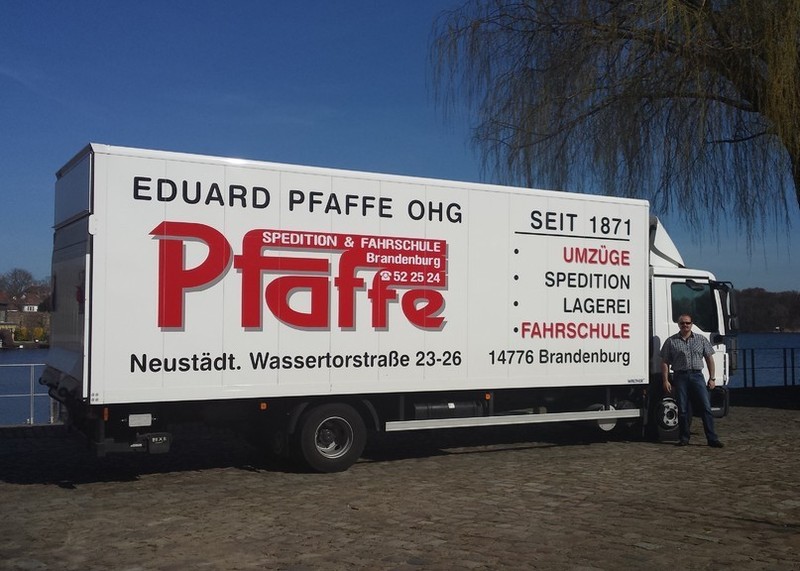 EDUARD PFAFFE OHG
Pfaffe
SPEDITION & FAHRSCHULE
Brandenburg
☎ 52 25 24
Neustädt. Wassertorstraße 23-26
SEIT 1871
• UMZÜGE
• SPEDITION
• LAGEREI
• FAHRSCHULE
14776 Brandenburg